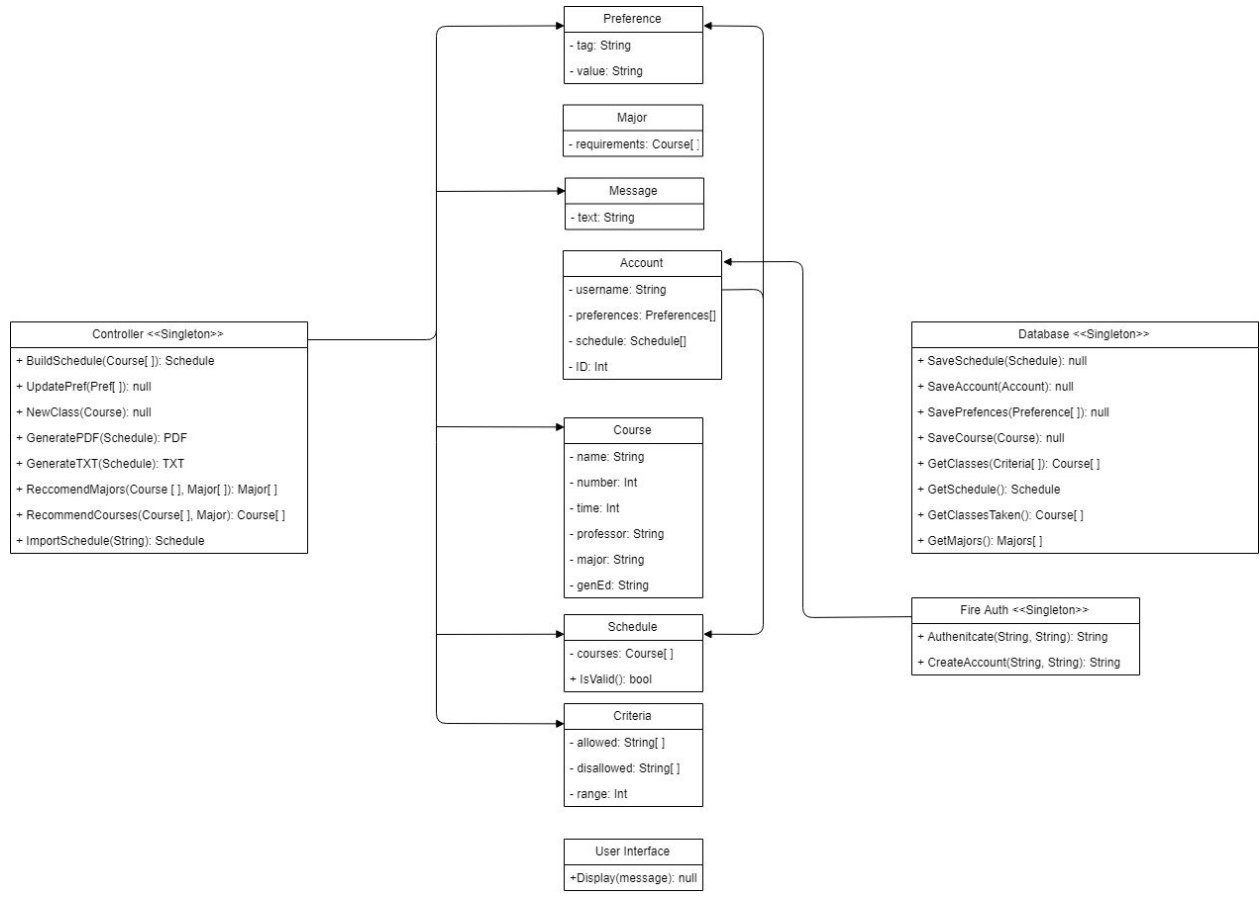 Preference
- tag: String
- value: String
Major
- requirements: Course[ ]
Message
- text: String
Account
- username: String
- preferences: Preferences[]
- schedule: Schedule[]
- ID: Int
Controller <<Singleton>>
+ BuildSchedule(Course[ ]): Schedule
+ UpdatePref(Pref[ ]): null
+ NewClass(Course): null
+ GeneratePDF(Schedule): PDF
+ GenerateTXT(Schedule): TXT
+ ReccomendMajors(Course [ ], Major[ ]): Major[ ]
+ RecommendCourses(Course[ ], Major): Course[ ]
+ ImportSchedule(String): Schedule
Database <<Singleton>>
+ SaveSchedule(Schedule): null
+ SaveAccount(Account): null
+ SavePrefences(Preference[ ]): null
+ SaveCourse(Course): null
+ GetClasses(Criteria[ ]): Course[ ]
+ GetSchedule(): Schedule
+ GetClassesTaken(): Course[ ]
+ GetMajors(): Majors[ ]
Course
- name: String
- number: Int
- time: Int
- professor: String
- major: String
- genEd: String
Fire Auth <<Singleton>>
+ Authenitcate(String, String): String
+ CreateAccount(String, String): String
Schedule
- courses: Course[ ]
+ IsValid(): bool
Criteria
- allowed: String[ ]
- disallowed: String[ ]
- range: Int
User Interface
+Display(message): null